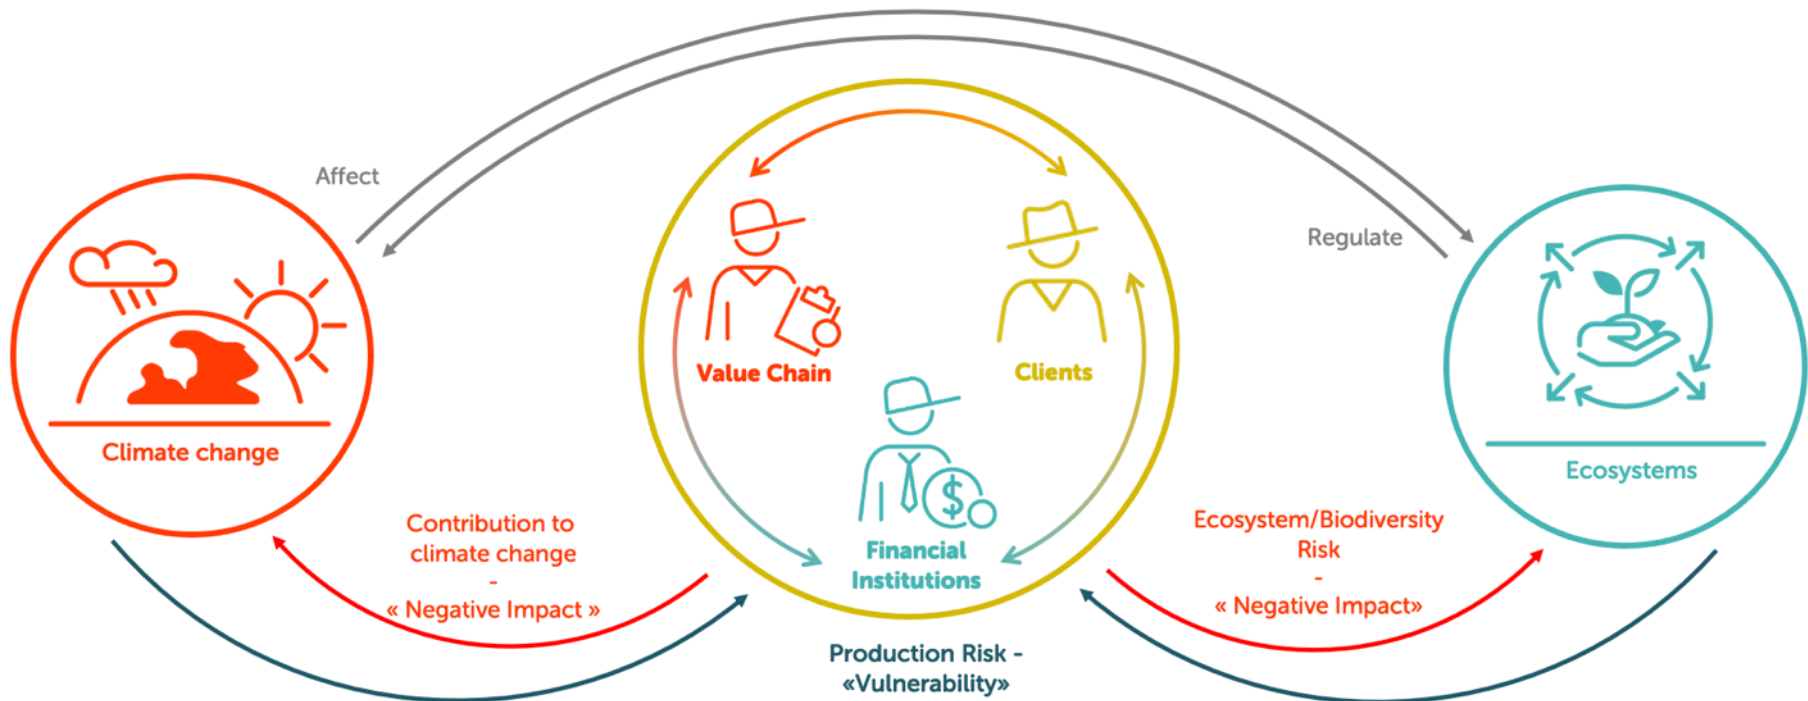 Affect
Regulate
Value Chain
Clients
Climate change
Ecosystems
Contribution to
climate change
-
« Negative Impact »
Financial
Institutions
Ecosystem/Biodiversity
Risk
-
« Negative Impact»
Production Risk -
«Vulnerability»
$